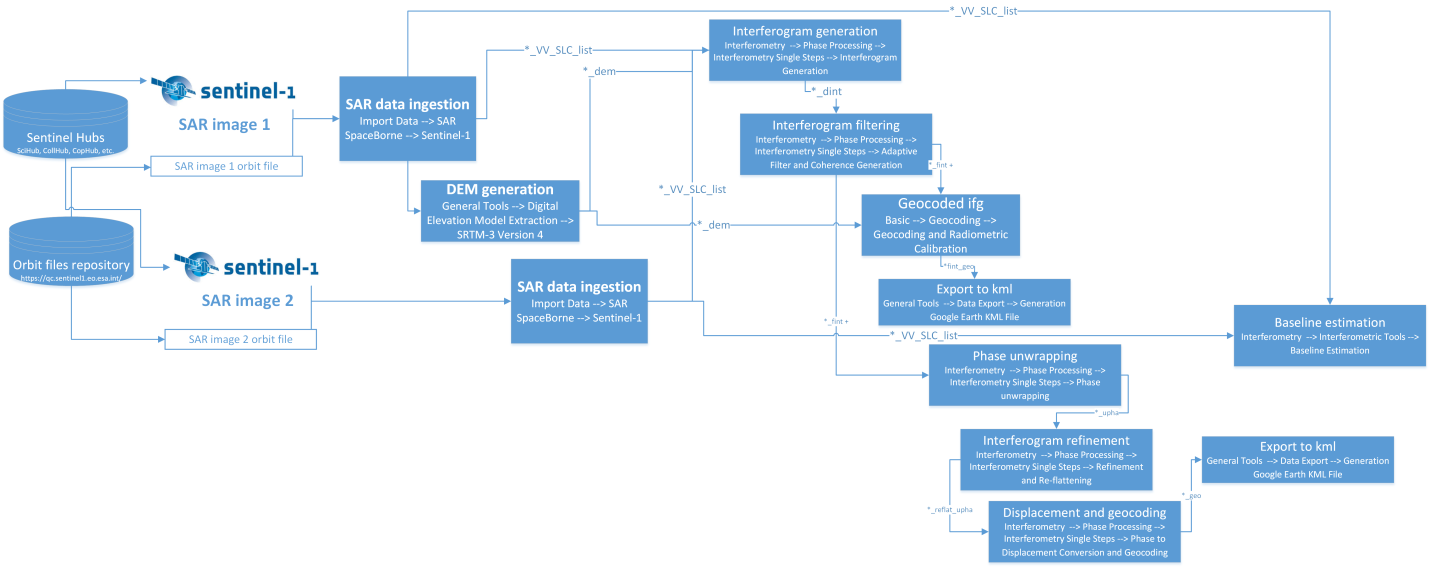 *_VV_SLC_list
Interferogram generation
Interferometry --> Phase Processing -->
Interferometry Single Steps --> Interferogram
Generation
*_VV_SLC_list
*_dem
*_dint
sentinel-1
SAR image 1
SAR image 1 orbit file
Sentinel Hubs
SciHub, CollHub, CopHub, etc.
SAR data ingestion
Import Data --> SAR
SpaceBorne --> Sentinel-1
Interferogram filtering
Interferometry --> Phase Processing -->
Interferometry Single Steps --> Adaptive
Filter and Coherence Generation
*_fint +
*_VV_SLC_list
DEM generation
General Tools --> Digital
Elevation Model Extraction -->
SRTM-3 Version 4
*_dem
Geocoded ifg
Basic --> Geocoding -->
Geocoding and Radiometric
Calibration
*fint_geo
Orbit files repository
https://qc.sentinel1.eo.esa.int/
sentinel-1
SAR image 2
SAR image 2 orbit file
SAR data ingestion
Import Data --> SAR
SpaceBorne --> Sentinel-1
Export to kml
General Tools --> Data Export --> Generation
Google Earth KML File
*_fint +
*_VV_SLC_list
Baseline estimation
Interferometry --> Interferometric Tools -->
Baseline Estimation
Phase unwrapping
Interferometry --> Phase Processing -->
Interferometry Single Steps --> Phase
unwrapping
*_upha
Interferogram refinement
Interferometry --> Phase Processing -->
Interferometry Single Steps --> Refinement
and Re-flattening
*_reflat_upha
Displacement and geocoding
Interferometry --> Phase Processing -->
Interferometry Single Steps --> Phase to
Displacement Conversion and Geocoding
*_geo
Export to kml
General Tools --> Data Export --> Generation
Google Earth KML File